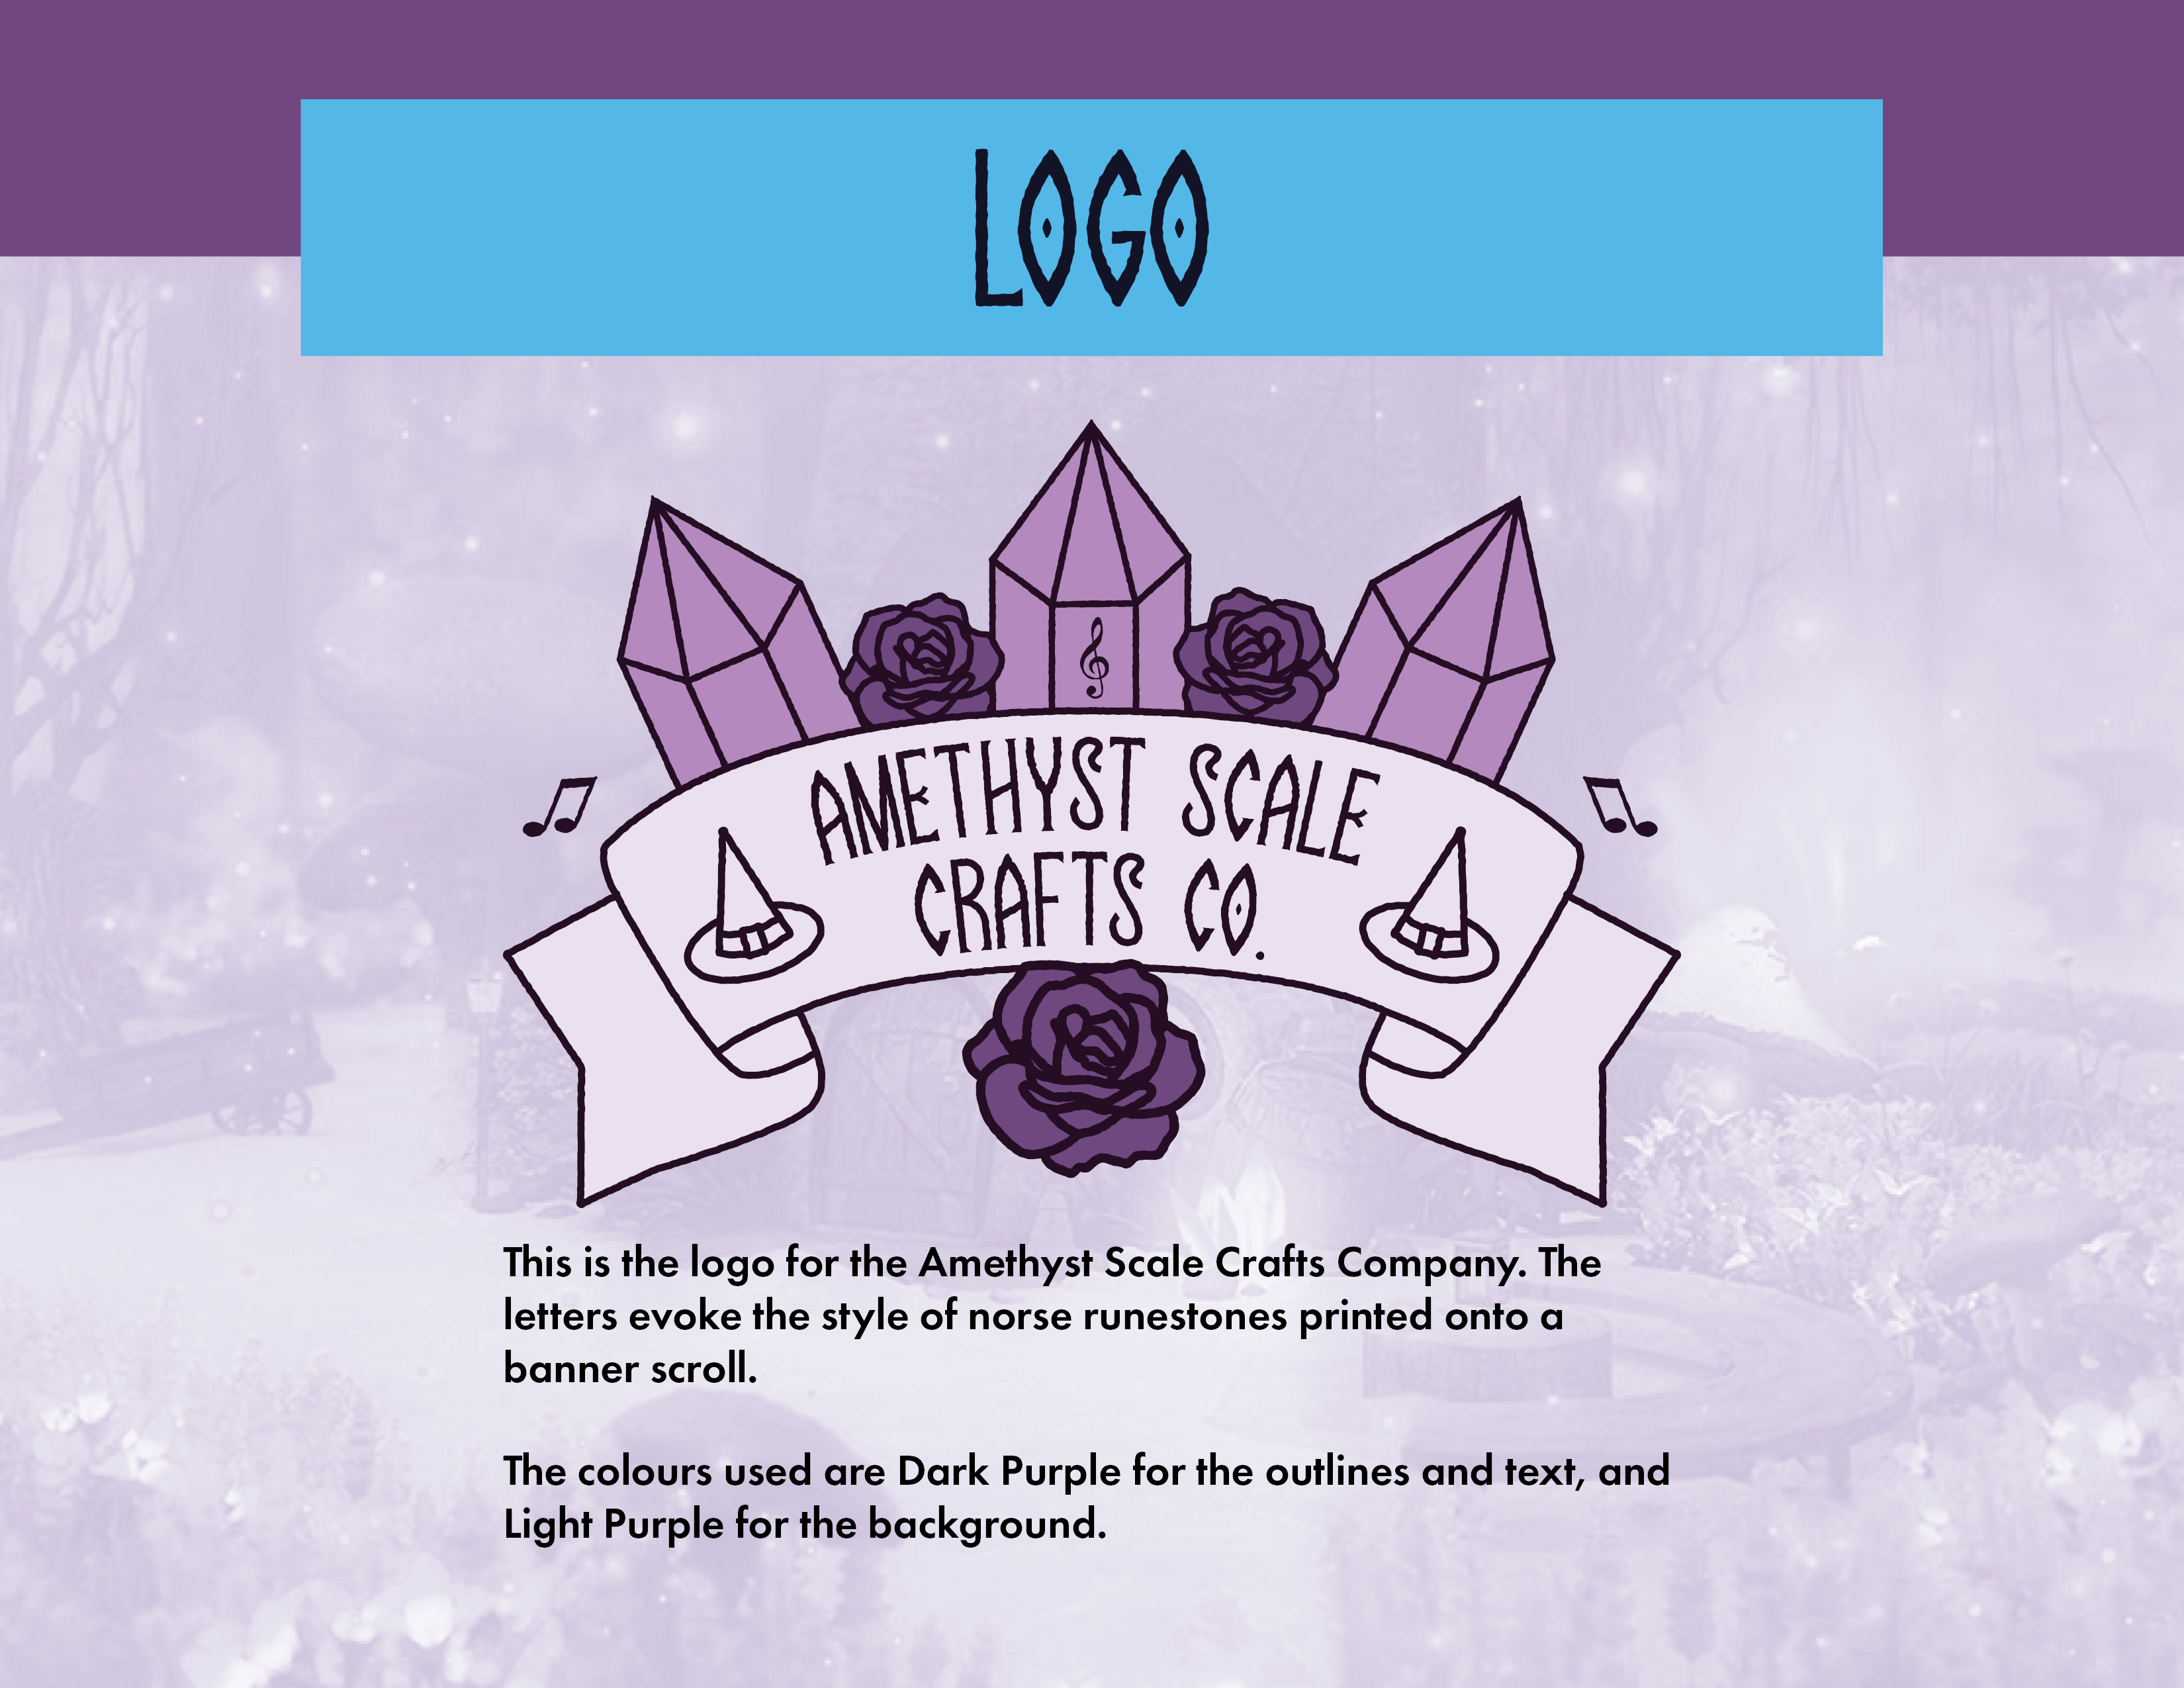 LOGO
AMETHYST SCALE
CRAFTS CO.
This is the logo for the Amethyst Scale Crafts Company. The
letters evoke the style of norse runestones printed onto a
banner scroll.
The colours used are Dark Purple for the outlines and text, and
Light Purple for the background.